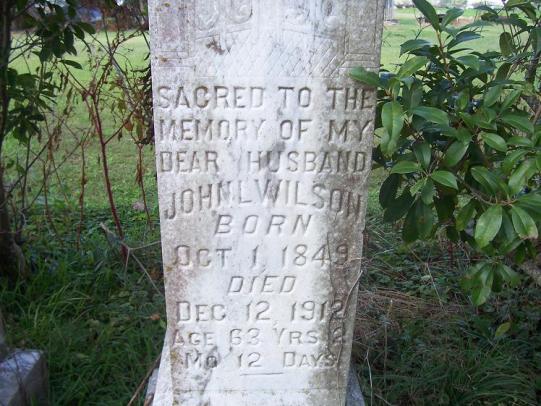 SACRED TO THE
MEMORY OF MY
DEAR HUSBAND
JOHN L WILSON
BORN
OCT 1, 1849
DIED
DEC 12, 1912
AGE 63 YRS 2
MO 12 DAYS